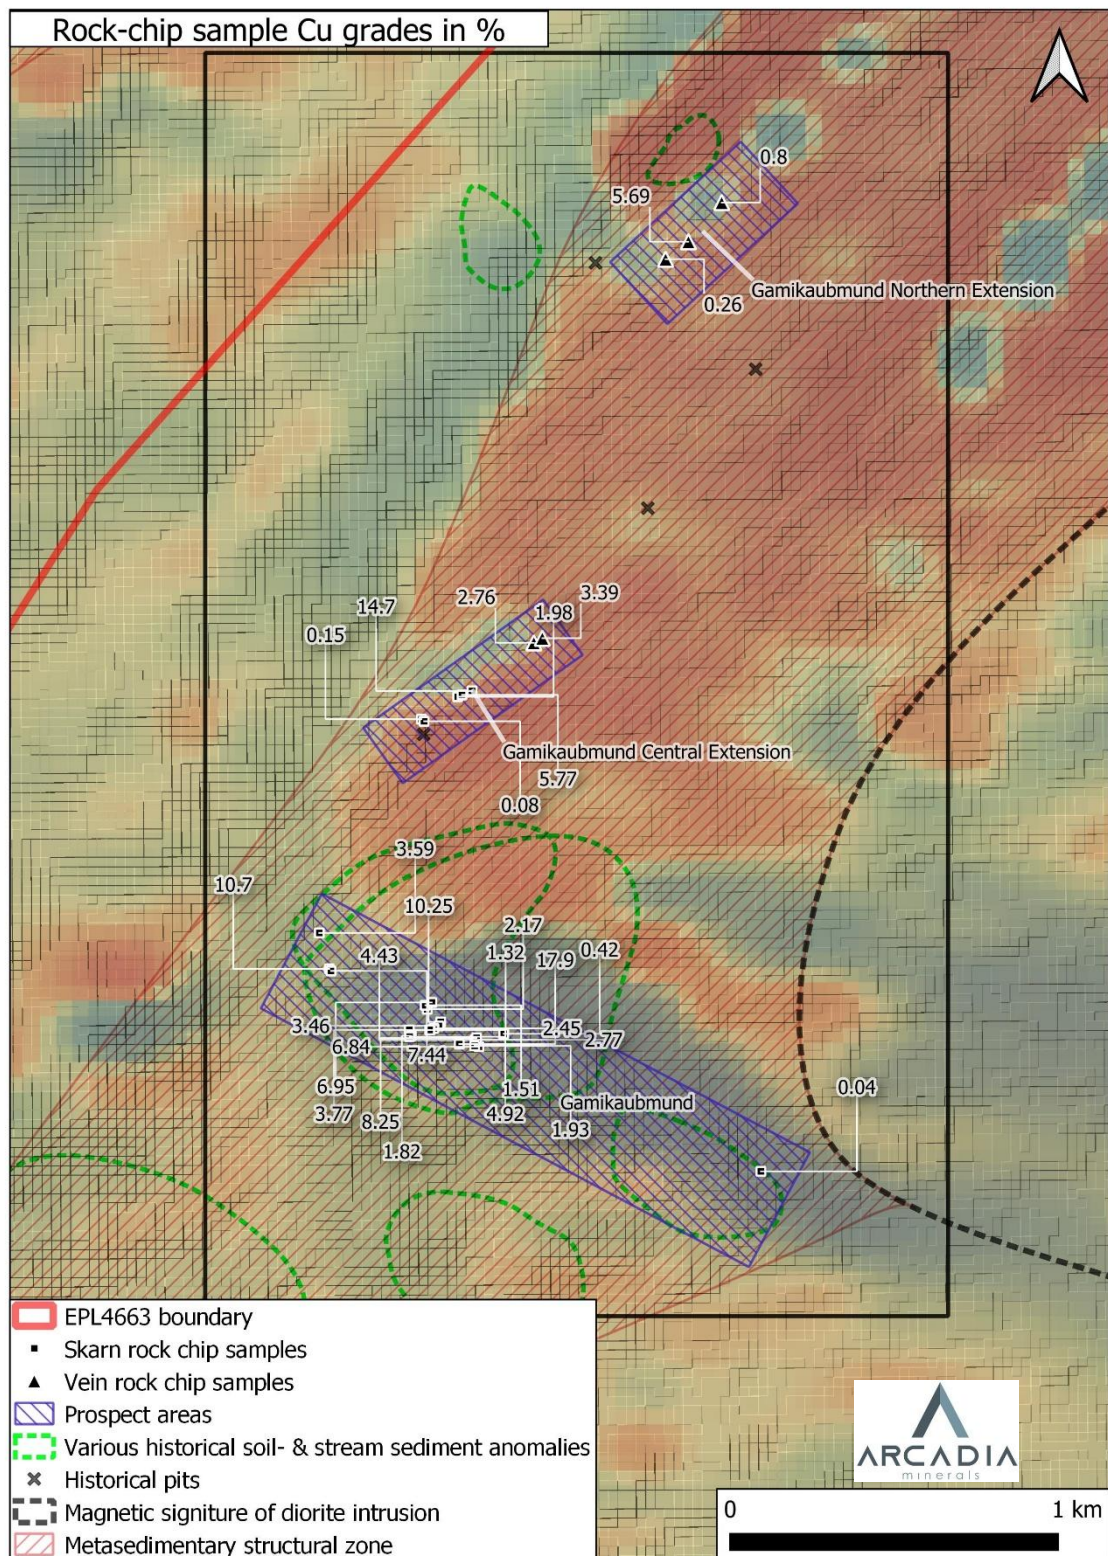 Rock-chip sample Cu grades in %
0.8
5.69
Gamikaubmund Northern Extension
0.26
14.7
2.76
1.98
3.39
0.15
Gamikaubmund Central Extension
5.77
0.08
3.59
10.7
10.25
2.17
4.43
1.32
17.9
0.42
3.46
2.45
6.84
7.44
2.77
6.95
1.51
0.04
3.77
8.25
4.92
Gamikaubmund
1.93
1.82
EPL4663 boundary
Skarn rock chip samples
Vein rock chip samples
Prospect areas
Various historical soil- & stream sediment anomalies
Historical pits
Magnetic signiture of diorite intrusion
Metasedimentary structural zone
ARCADIA
minerals
0 1 km